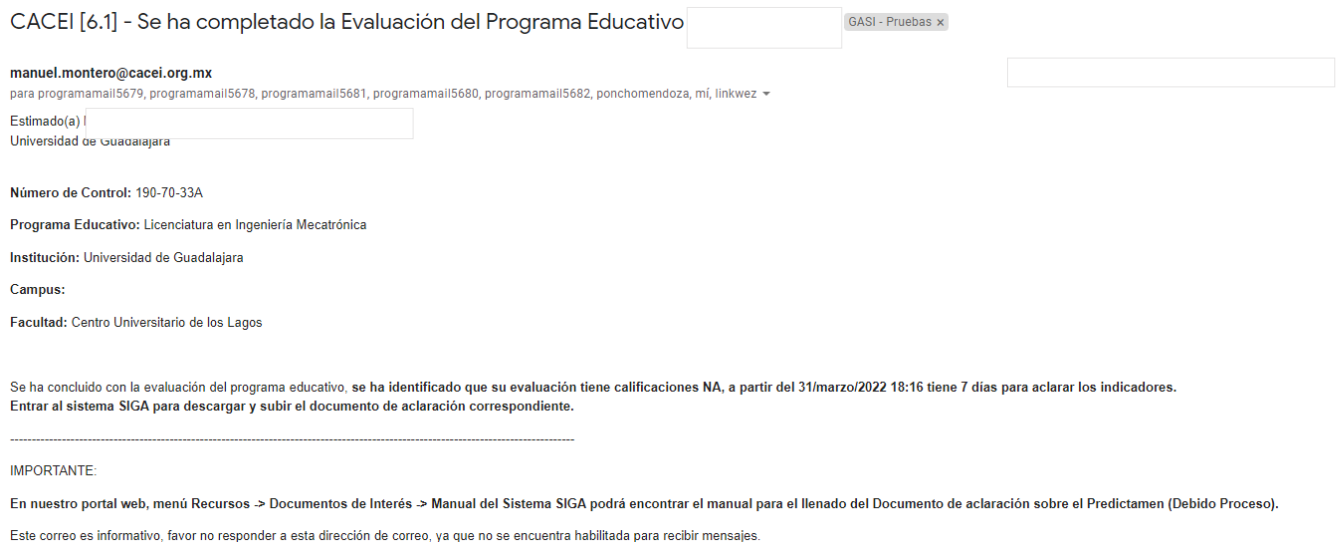 CACEI [6.1] - Se ha completado la Evaluación del Programa Educativo GASI - Pruebas x
manuel.montero@cacei.org.mx
para programamail5679, programamail5678, programamail5681, programamail5680, programamail5682, ponchomendoza, mí, linkwez
Estimado(a)
Universidad de Guadalajara
Número de Control: 190-70-33A
Programa Educativo: Licenciatura en Ingeniería Mecatrónica
Institución: Universidad de Guadalajara
Campus:
Facultad: Centro Universitario de los Lagos
Se ha concluido con la evaluación del programa educativo, se ha identificado que su evaluación tiene calificaciones NA, a partir del 31/marzo/2022 18:16 tiene 7 días para aclarar los indicadores.
Entrar al sistema SIGA para descargar y subir el documento de aclaración correspondiente.
------------------------------------------------------------------------------------------------------------------------------------
IMPORTANTE:
En nuestro portal web, menú Recursos -> Documentos de Interés -> Manual del Sistema SIGA podrá encontrar el manual para el llenado del Documento de aclaración sobre el Predictamen (Debido Proceso).
Este correo es informativo, favor no responder a esta dirección de correo, ya que no se encuentra habilitada para recibir mensajes.